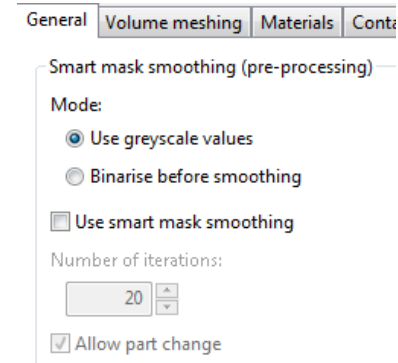 General Volume meshing Materials Conta
Smart mask smoothing (pre-processing)
Mode:
Use greyscale values
Binarise before smoothing
Use smart mask smoothing
Number of iterations:
20
Allow part change